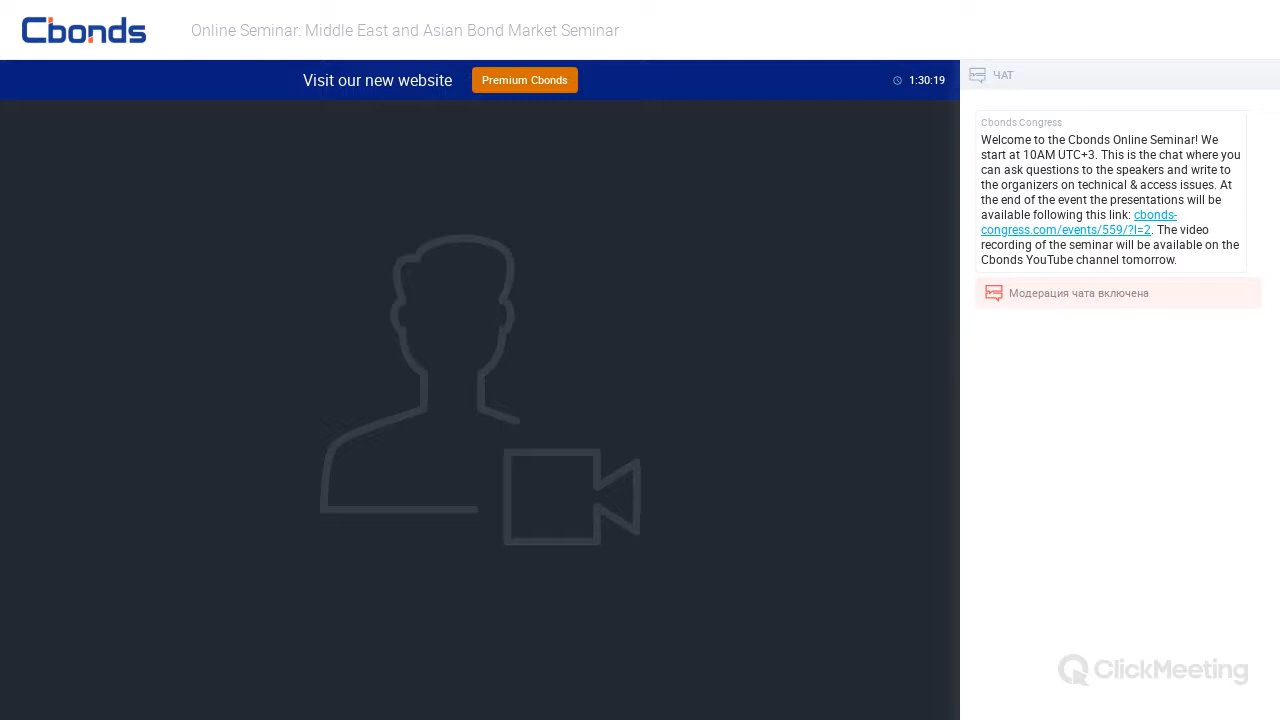 Cbonds
Online Seminar: Middle East and Asian Bond Market Seminar
Visit our new website
Premium Cbonds
1:30:19
ЧАТ
Cbonds Congress
Welcome to the Cbonds Online Seminar! We
start at 10AM UTC+3. This is the chat where you
can ask questions to the speakers and write to
the organizers on technical & access issues. At
the end of the event the presentations will be
available following this link: cbonds-
congress.com/events/559/?l=2. The video
recording of the seminar will be available on the
Cbonds YouTube channel tomorrow.
Модерация чата включена
ClickMeeting